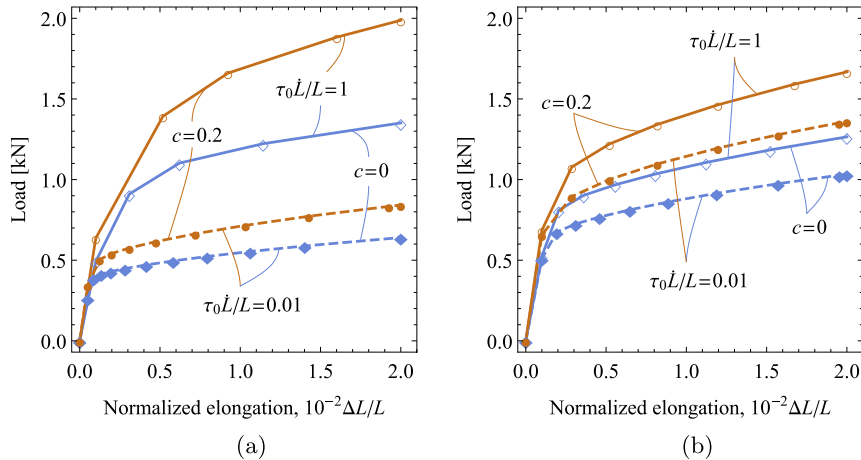 2.0
1.5
1.0
0.5
0.0
Load [kN]
τ₀L̇/L=1
c=0.2
c=0
τ₀L̇/L=0.01
0.0 0.5 1.0 1.5 2.0
Normalized elongation, 10⁻²ΔL/L
(a)
2.0
1.5
1.0
0.5
0.0
Load [kN]
τ₀L̇/L=1
c=0.2
c=0
τ₀L̇/L=0.01
0.0 0.5 1.0 1.5 2.0
Normalized elongation, 10⁻²ΔL/L
(b)